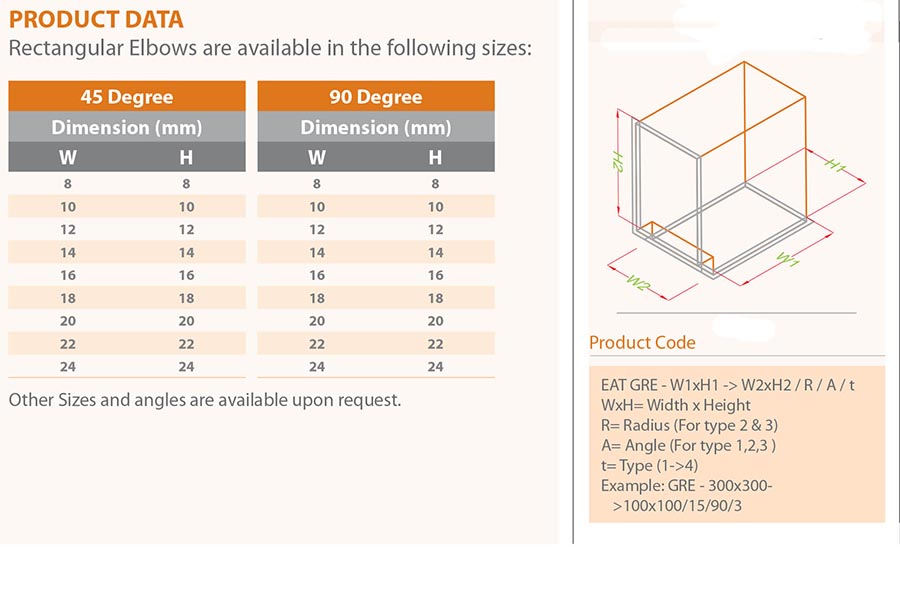 PRODUCT DATA
Rectangular Elbows are available in the following sizes:
45 Degree
Dimension (mm)
W H
8 8
10 10
12 12
14 14
16 16
18 18
20 20
22 22
24 24
90 Degree
Dimension (mm)
W H
8 8
10 10
12 12
14 14
16 16
18 18
20 20
22 22
24 24
Other Sizes and angles are available upon request.
H2
H1
W1
W2
Product Code
EAT GRE - W1xH1 -> W2xH2 / R / A / t
WxH= Width x Height
R= Radius (For type 2 & 3)
A= Angle (For type 1,2,3 )
t= Type (1->4)
Example: GRE - 300x300-
>100x100/15/90/3